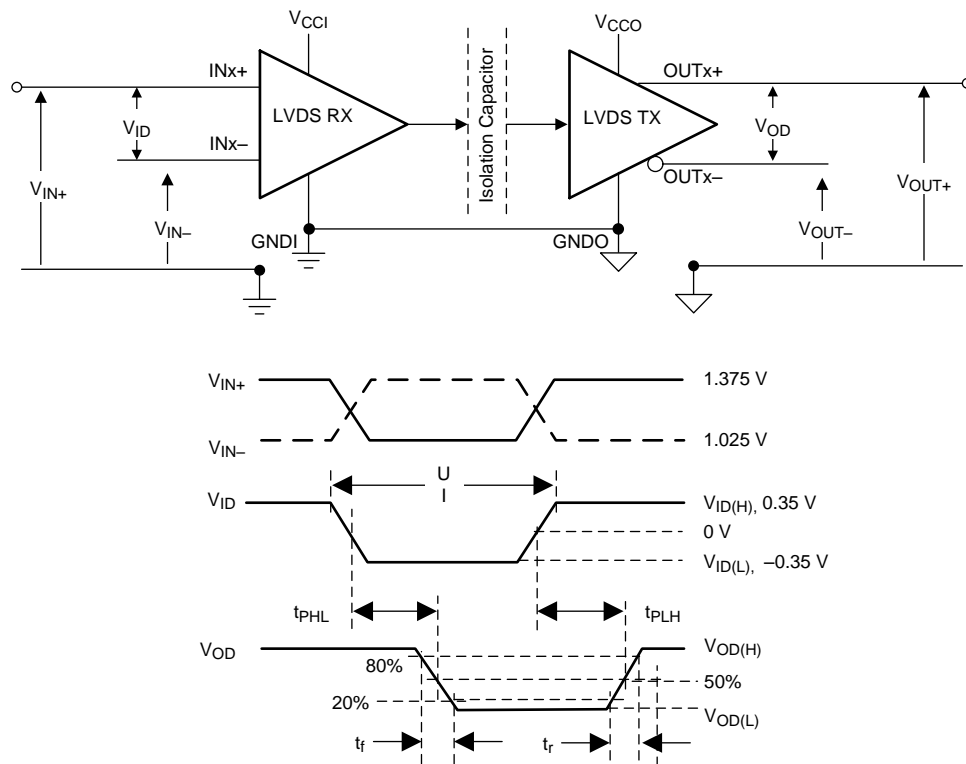 VCCI
VCCO
INx+
OUTx+
LVDS RX
Isolation Capacitor
LVDS TX
VID
VOD
INx–
OUTx–
VIN+
VIN–
VOUT+
VOUT–
GNDI
GNDO
VIN+
1.375 V
VIN–
1.025 V
U
I
VID
VID(H), 0.35 V
0 V
VID(L), –0.35 V
tPHL
tPLH
VOD
VOD(H)
80%
50%
20%
VOD(L)
tf
tr